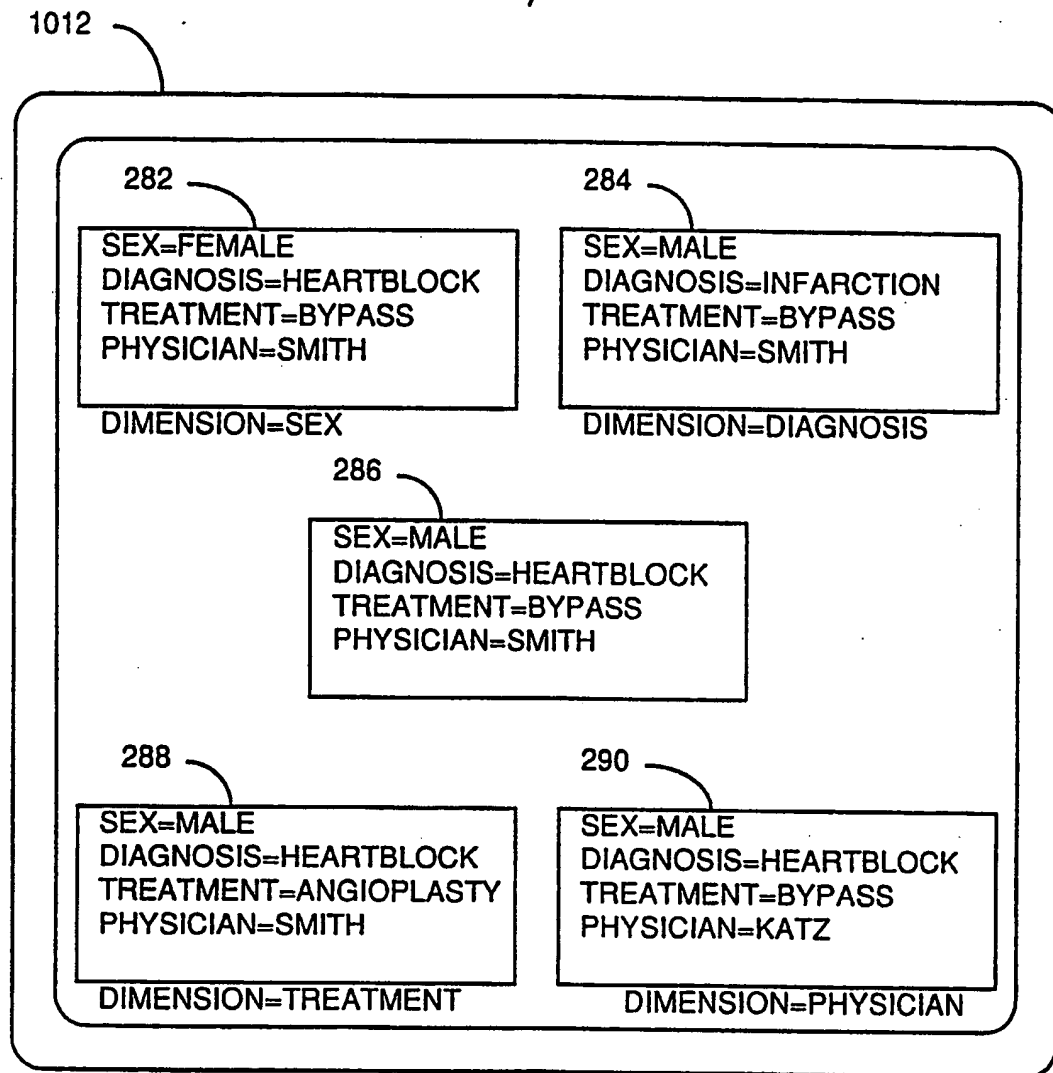 1012
282
SEX=FEMALE
DIAGNOSIS=HEARTBLOCK
TREATMENT=BYPASS
PHYSICIAN=SMITH
DIMENSION=SEX
284
SEX=MALE
DIAGNOSIS=INFARCTION
TREATMENT=BYPASS
PHYSICIAN=SMITH
DIMENSION=DIAGNOSIS
286
SEX=MALE
DIAGNOSIS=HEARTBLOCK
TREATMENT=BYPASS
PHYSICIAN=SMITH
288
SEX=MALE
DIAGNOSIS=HEARTBLOCK
TREATMENT=ANGIOPLASTY
PHYSICIAN=SMITH
DIMENSION=TREATMENT
290
SEX=MALE
DIAGNOSIS=HEARTBLOCK
TREATMENT=BYPASS
PHYSICIAN=KATZ
DIMENSION=PHYSICIAN